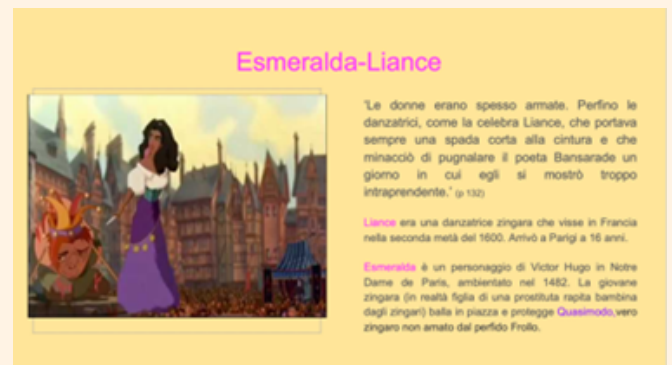 Esmeralda-Liance
'Le donne erano spesso armate. Perfino le
danzatrici, come la celebra Liance, che portava
sempre una spada corta alla cintura e che
minacciò di pugnalare il poeta Bansarade un
giorno in cui egli si mostrò troppo
intraprendente.' (p 132)
Liance era una danzatrice zingara che visse in Francia
nella seconda metà del 1600. Arrivò a Parigi a 16 anni.
Esmeralda è un personaggio di Victor Hugo in Notre
Dame de Paris, ambientato nel 1482. La giovane
zingara (in realtà figlia di una prostituta rapita bambina
dagli zingari) balla in piazza e protegge Quasimodo,vero
zingaro non amato dal perfido Frollo.